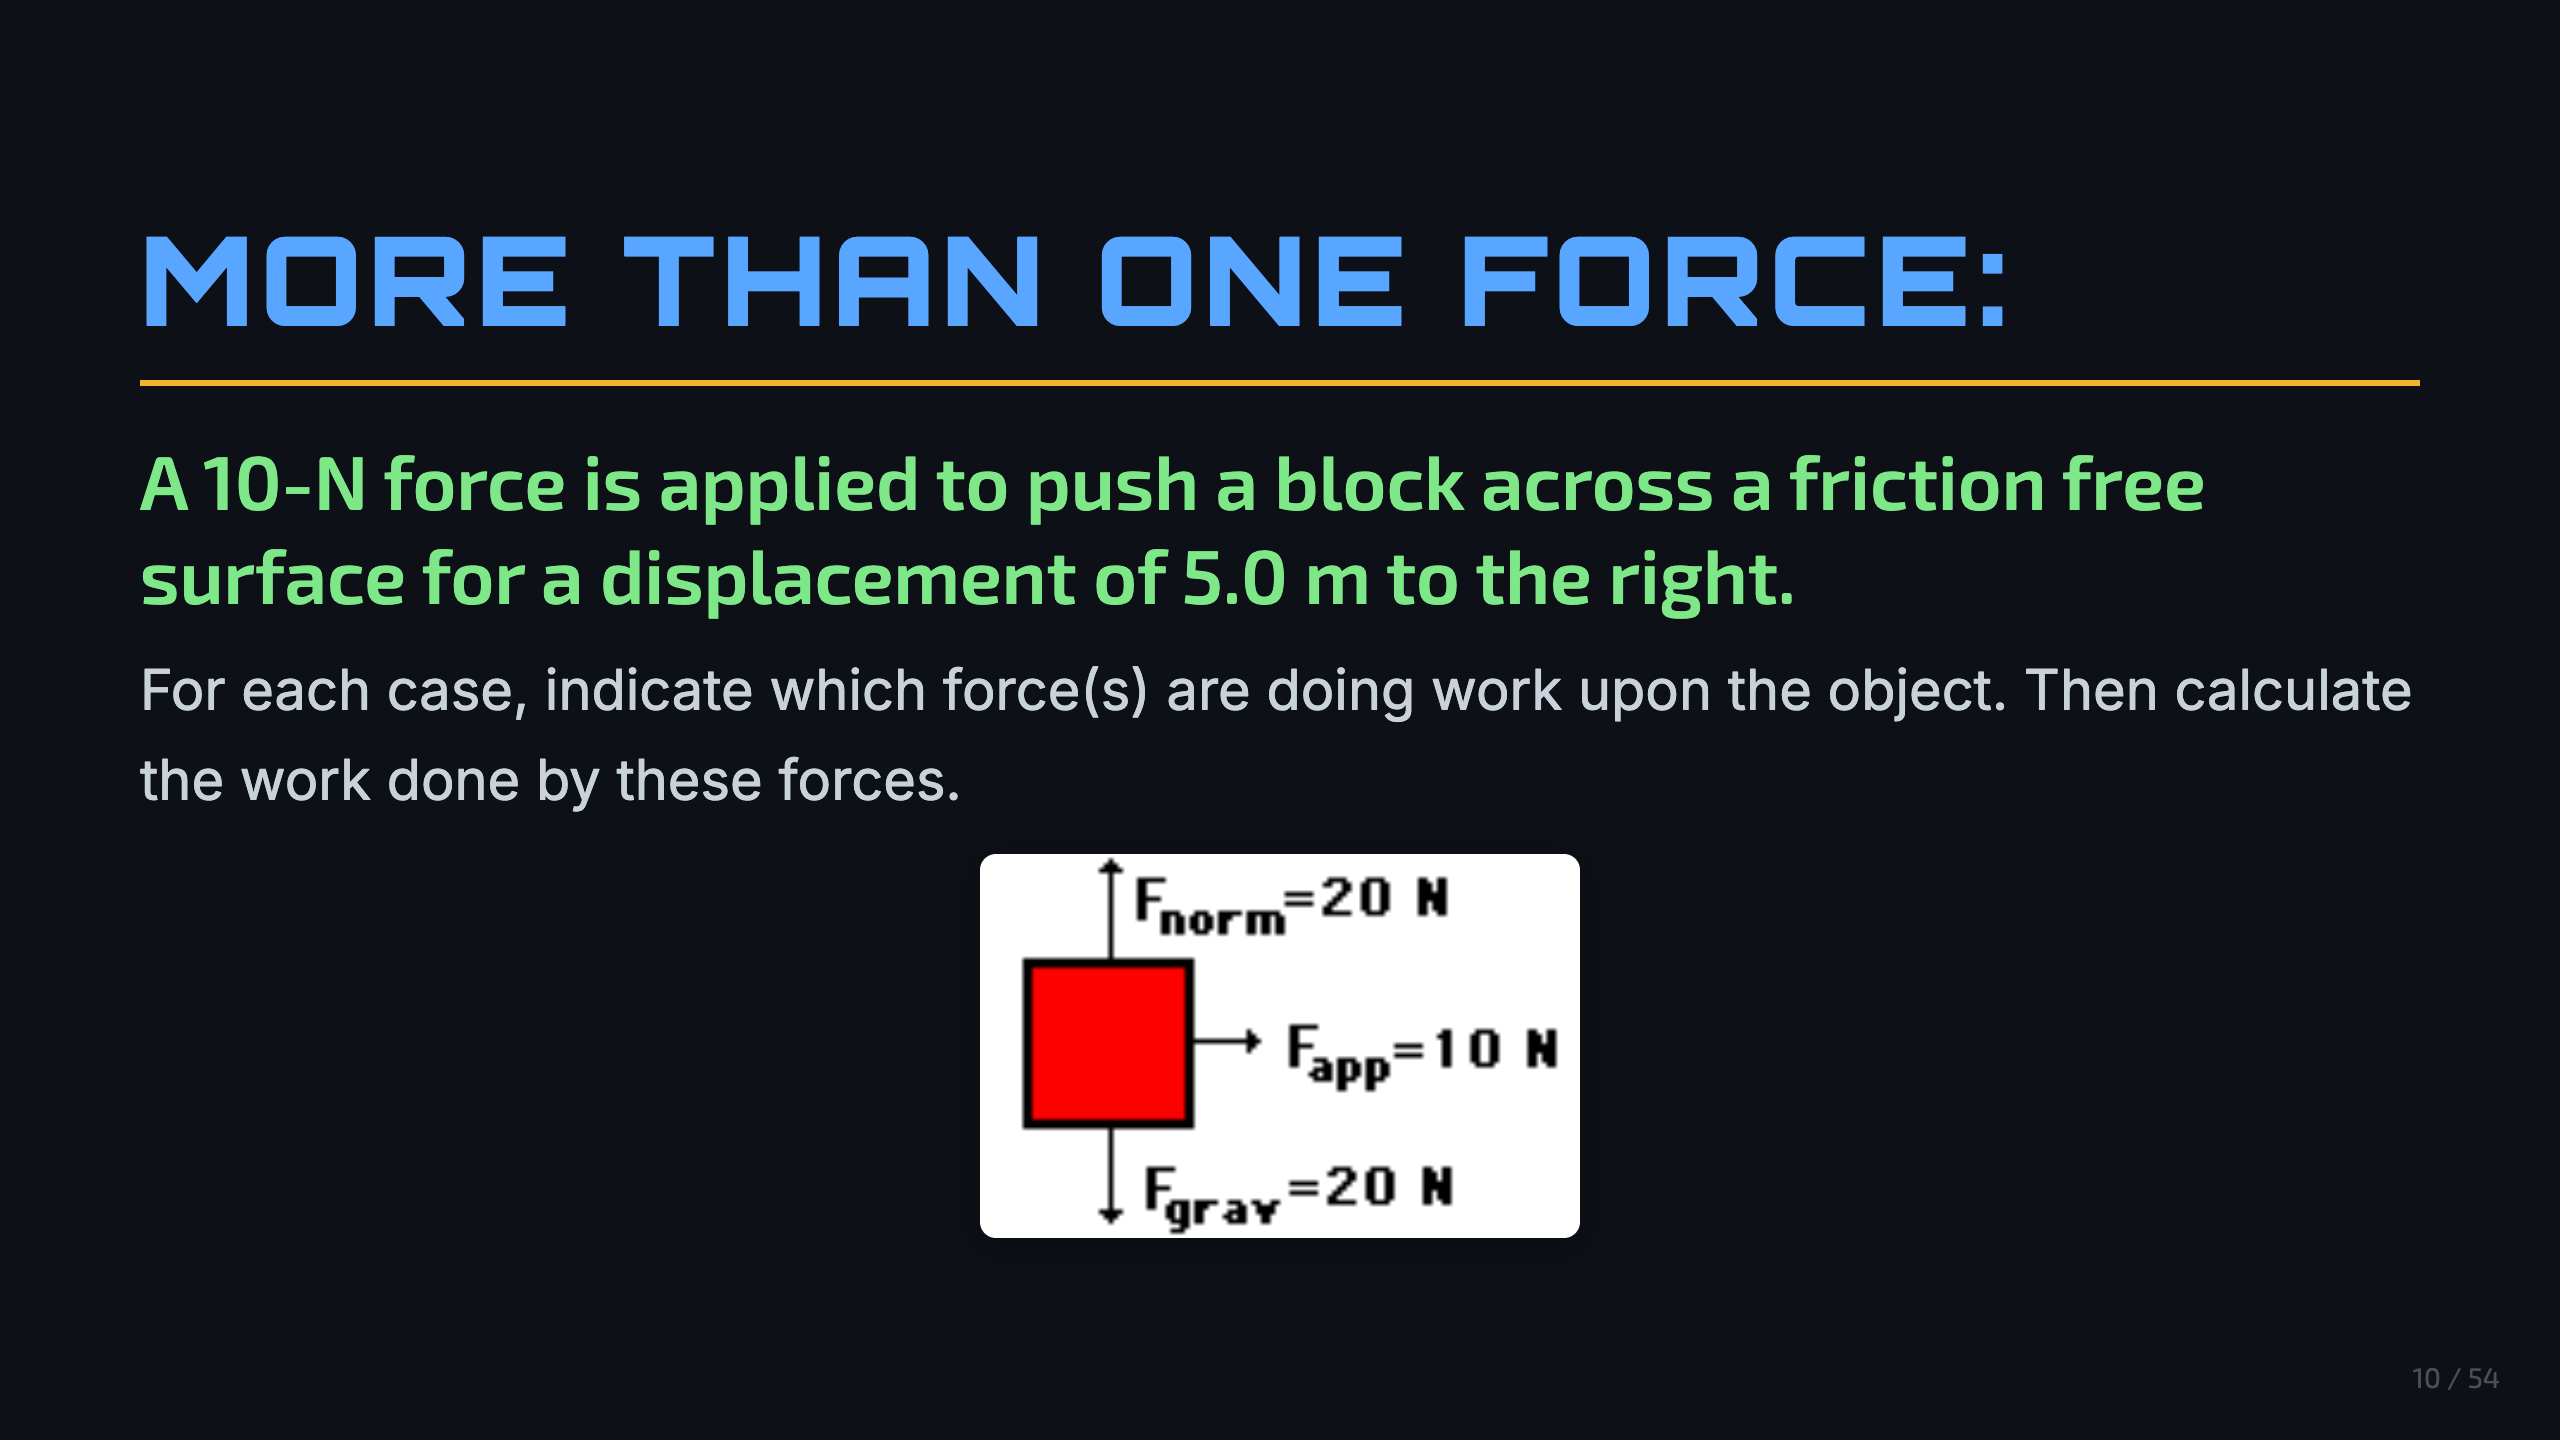 MORE THAN ONE FORCE:
A 10-N force is applied to push a block across a friction free
surface for a displacement of 5.0 m to the right.
For each case, indicate which force(s) are doing work upon the object. Then calculate
the work done by these forces.
Fnorm=20 N
Fapp=10 N
Fgrav=20 N
10 / 54